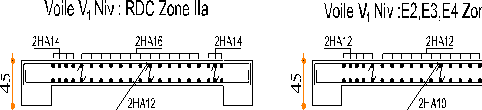 Voile V1 Niv : RDC Zone IIa
2HA14 2HA16 2HA14
45
2HA12
Voile V1 Niv :E2,E3,E4 Zor
2HA12 2HA12
45
2HA10